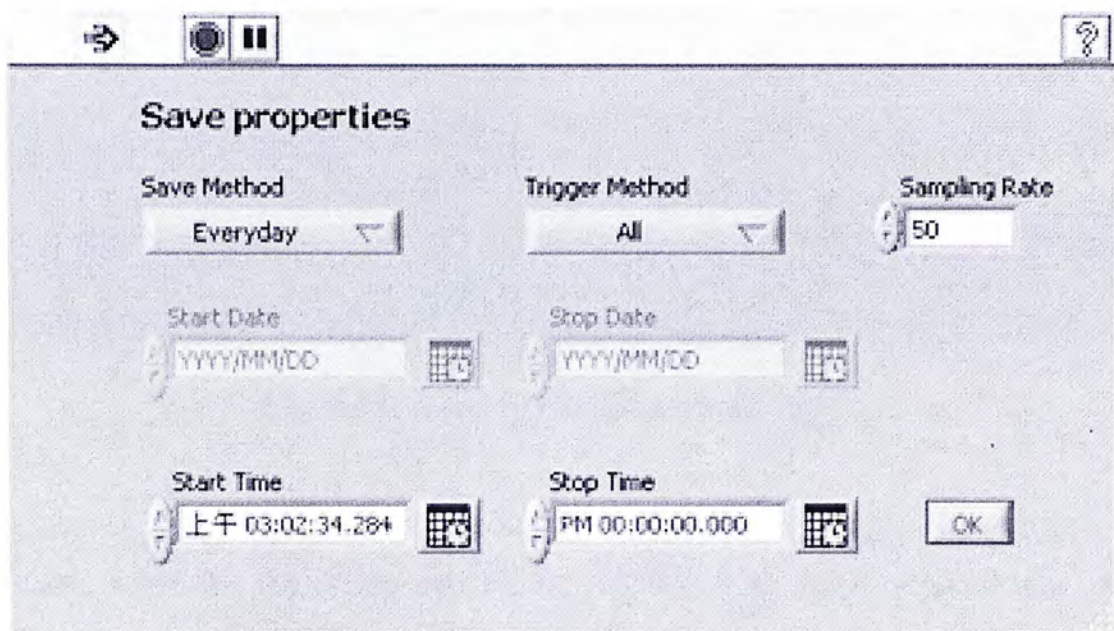 Save properties
Save Method
Trigger Method
Sampling Rate
Everyday
All
50
Start Date
Stop Date
YYYY/MM/DD
YYYY/MM/DD
Start Time
Stop Time
上午 03:02:34.284
PM 00:00:00.000
OK